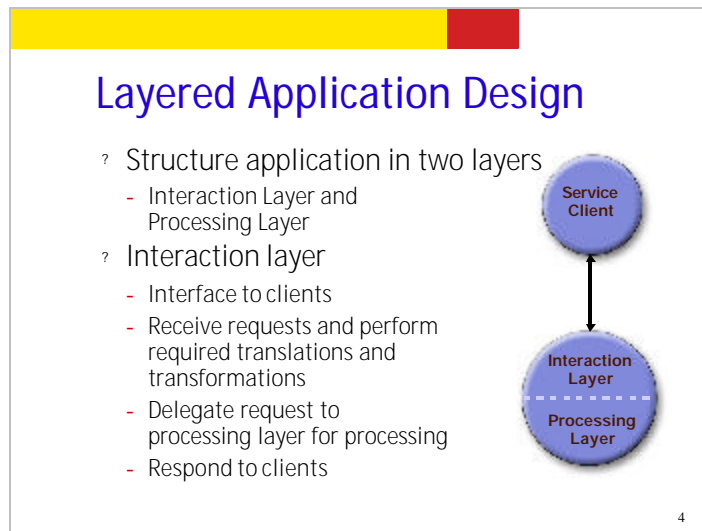 Layered Application Design
? Structure application in two layers
- Interaction Layer and
Processing Layer
? Interaction layer
- Interface to clients
- Receive requests and perform
required translations and
transformations
- Delegate request to
processing layer for processing
- Respond to clients
Service
Client
Interaction
Layer
Processing
Layer
4